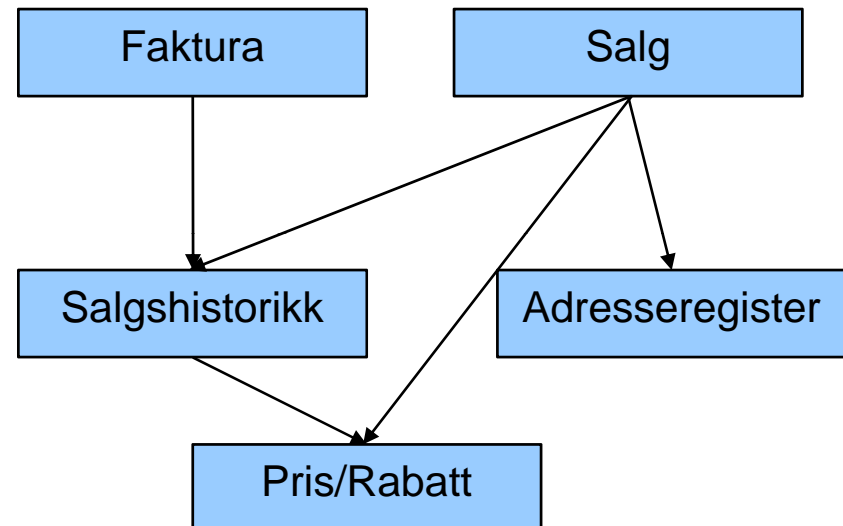 Faktura
Salg
Salgshistorikk
Adresseregister
Pris/Rabatt